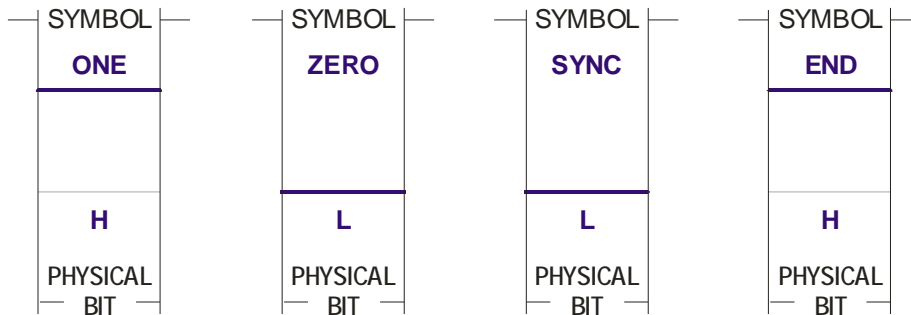 SYMBOL SYMBOL SYMBOL SYMBOL
ONE ZERO SYNC END
H L L H
PHYSICAL PHYSICAL PHYSICAL PHYSICAL
BIT BIT BIT BIT